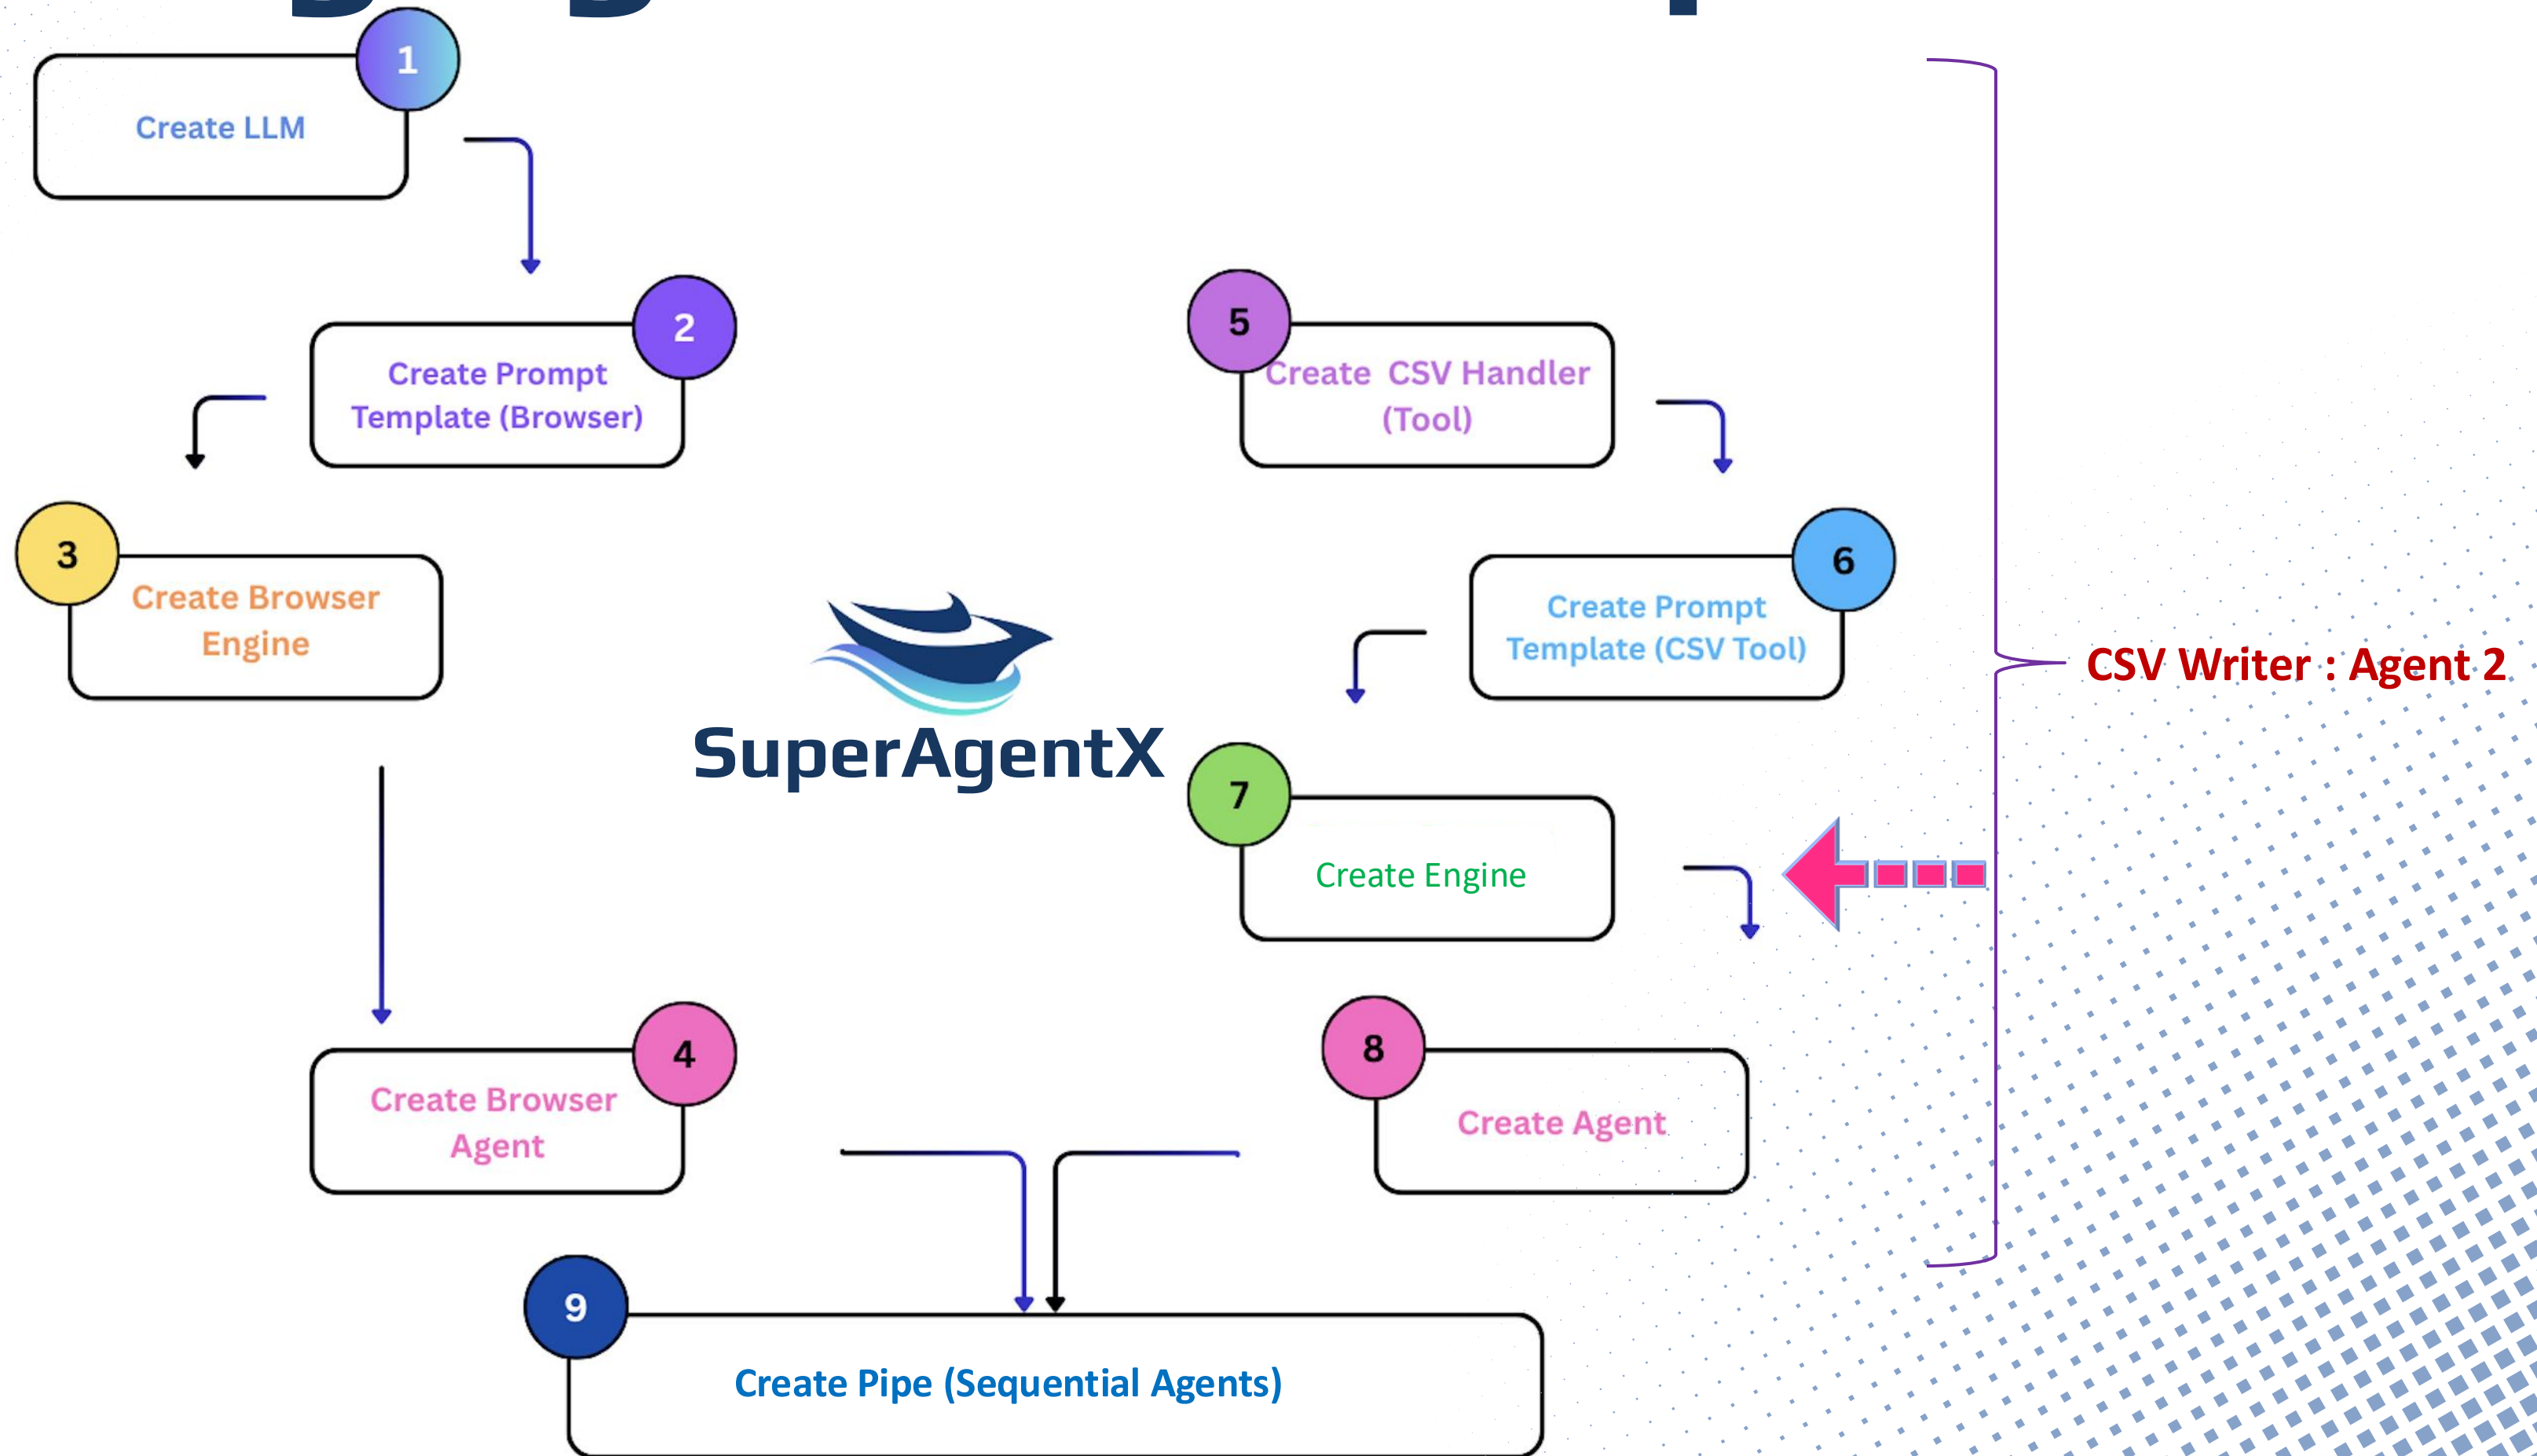 1
Create LLM
2
Create Prompt
Template (Browser)
3
Create Browser
Engine
4
Create Browser
Agent
5
Create CSV Handler
(Tool)
6
Create Prompt
Template (CSV Tool)
7
Create Engine
8
Create Agent
9
Create Pipe (Sequential Agents)
SuperAgentX
CSV Writer : Agent 2